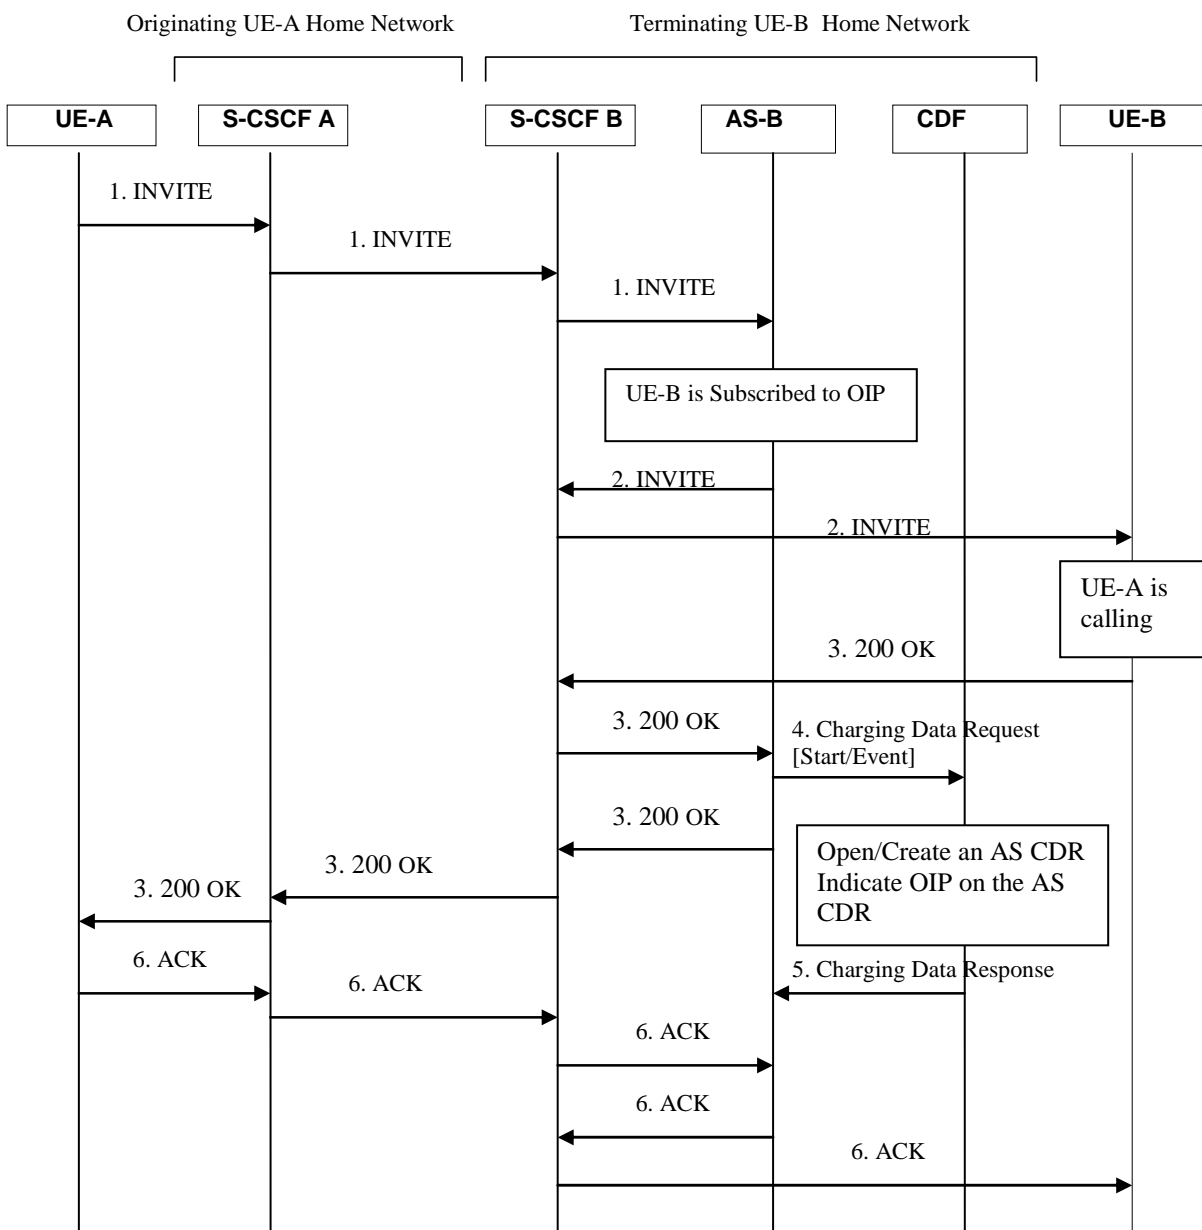 Originating UE-A Home Network
Terminating UE-B Home Network
UE-A
S-CSCF A
S-CSCF B
AS-B
CDF
UE-B
1. INVITE
1. INVITE
1. INVITE
UE-B is Subscribed to OIP
2. INVITE
2. INVITE
UE-A is
calling
3. 200 OK
3. 200 OK
4. Charging Data Request
[Start/Event]
3. 200 OK
Open/Create an AS CDR
Indicate OIP on the AS
CDR
3. 200 OK
3. 200 OK
6. ACK
5. Charging Data Response
6. ACK
6. ACK
6. ACK
6. ACK